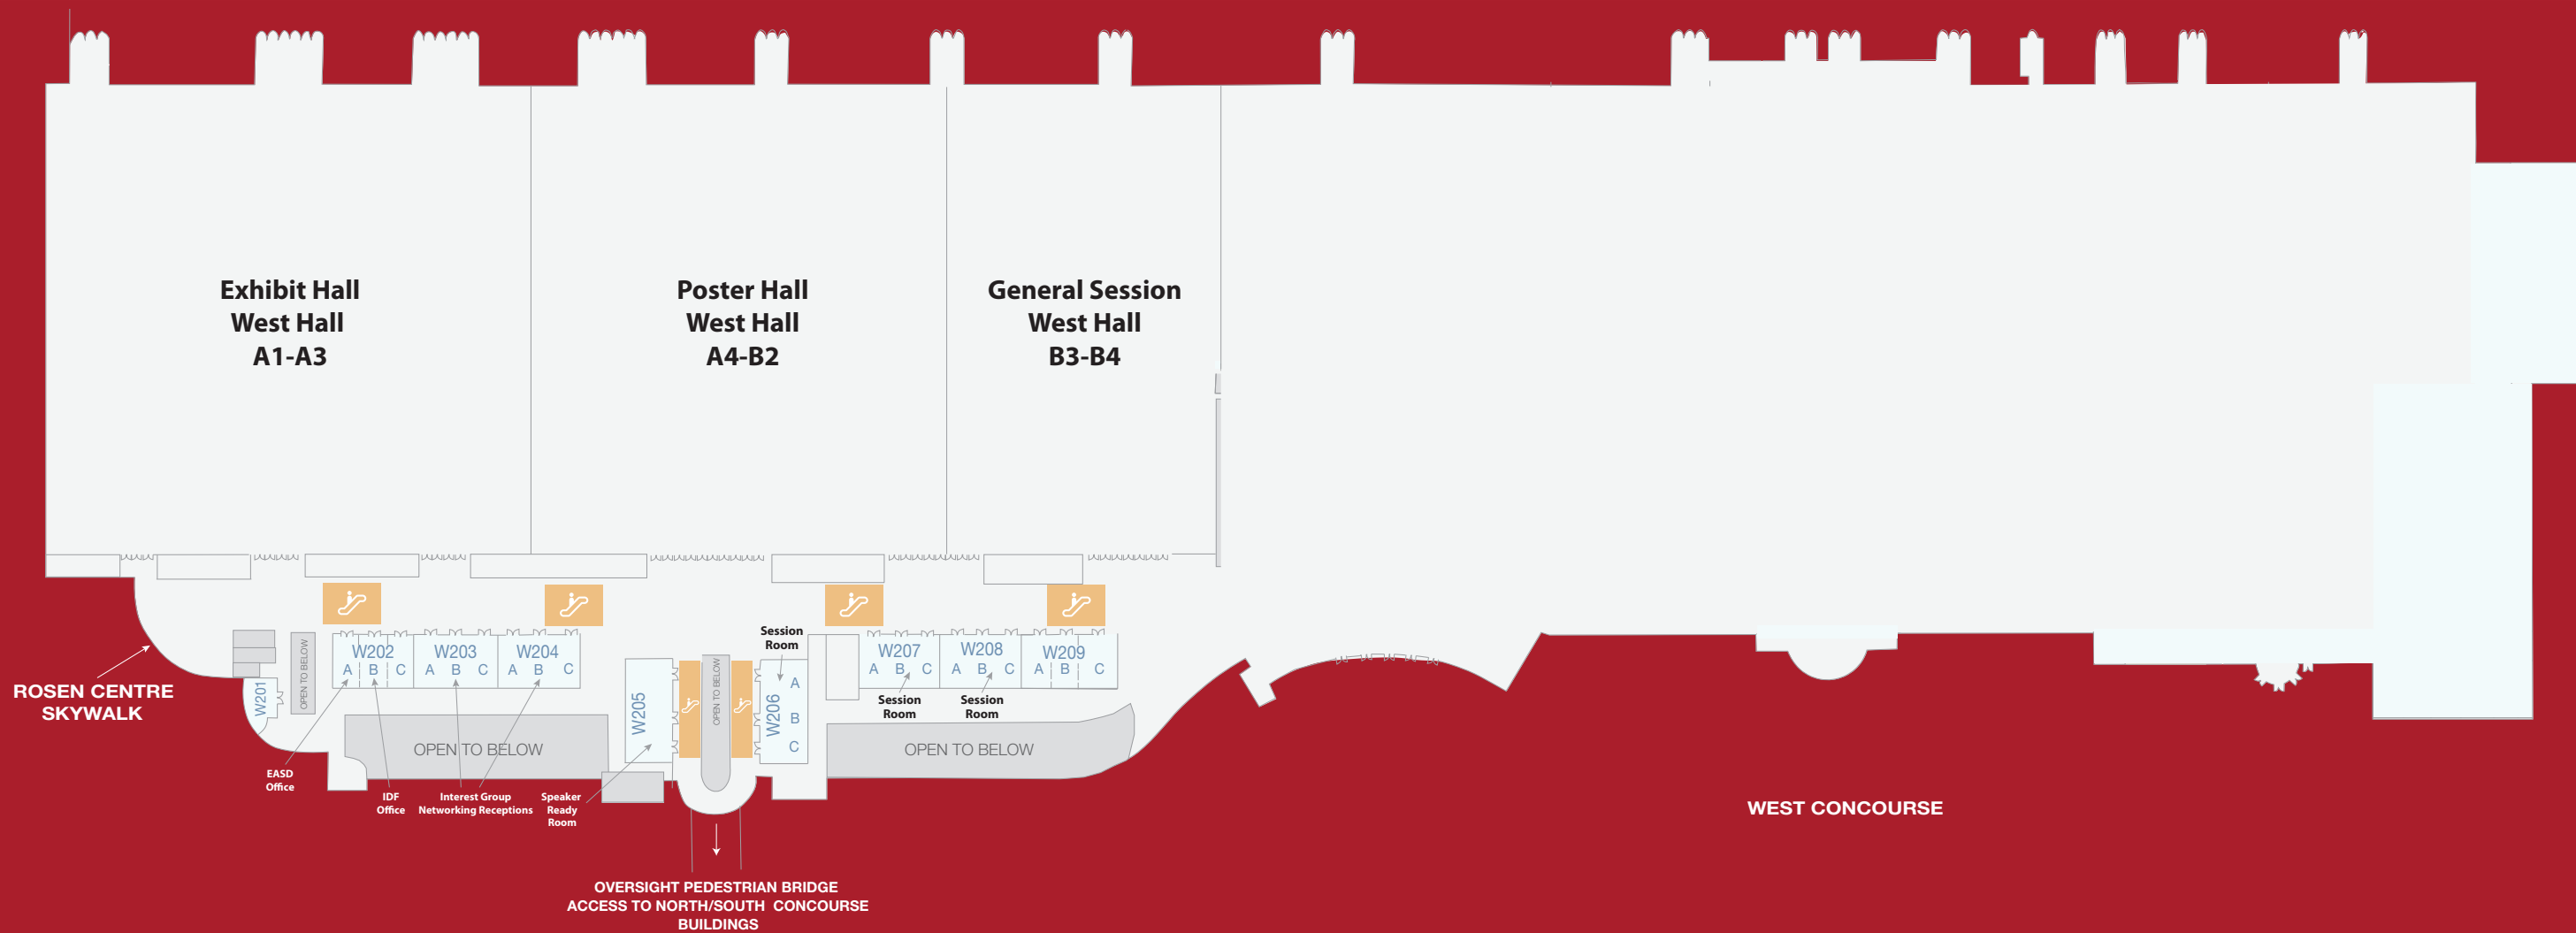 Exhibit Hall
West Hall
A1-A3
Poster Hall
West Hall
A4-B2
General Session
West Hall
B3-B4
ROSEN CENTRE
SKYWALK
W201
OPEN TO BELOW
W202
A B C
W203
A B C
W204
A B C
EASD
Office
IDF
Office
Interest Group
Networking Receptions
Speaker
Ready
Room
OPEN TO BELOW
W205
OPEN TO BELOW
Session
Room
W206
A
B
C
W207
A B C
W208
A B C
W209
A B C
Session
Room
Session
Room
OPEN TO BELOW
WEST CONCOURSE
OVERSIGHT PEDESTRIAN BRIDGE
ACCESS TO NORTH/SOUTH CONCOURSE
BUILDINGS